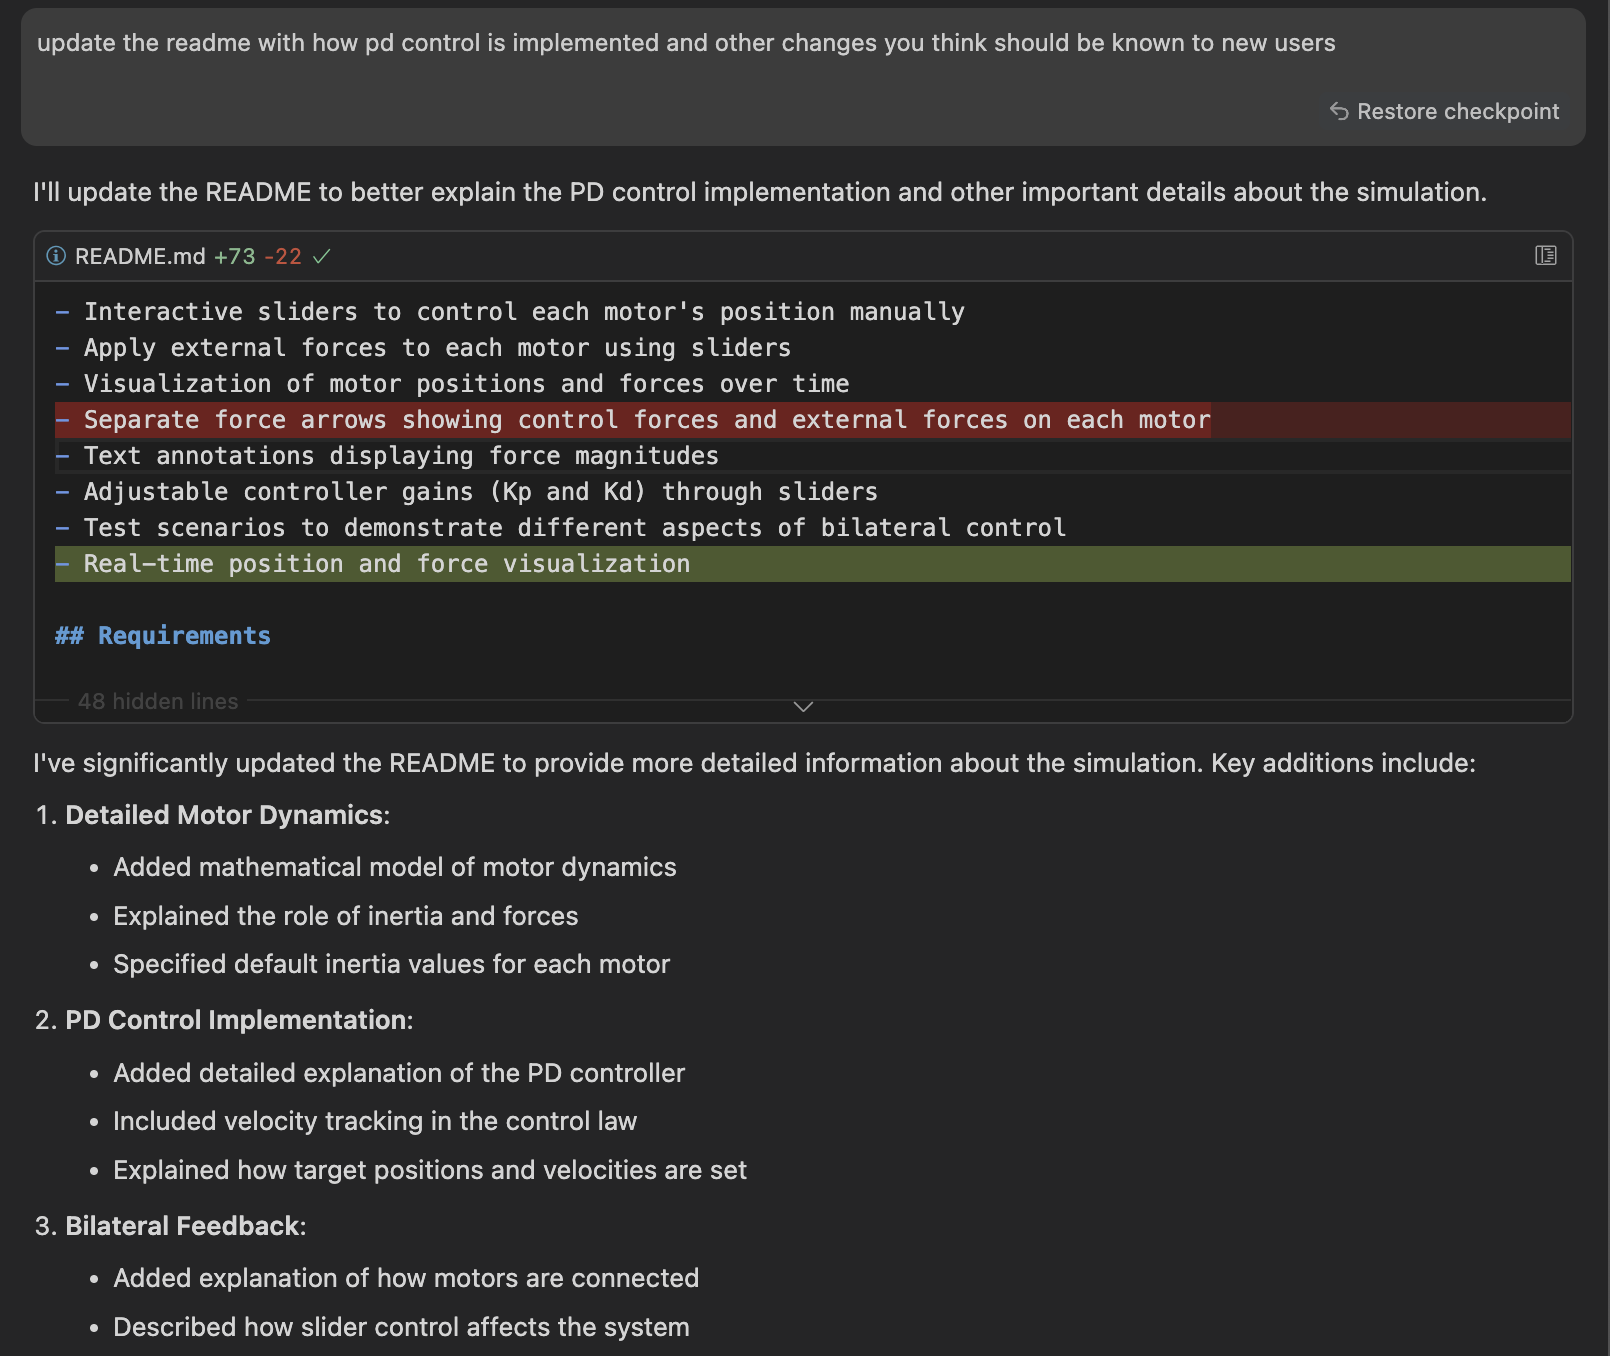 update the readme with how pd control is implemented and other changes you think should be known to new users
Restore checkpoint
I'll update the README to better explain the PD control implementation and other important details about the simulation.
README.md +73 -22
- Interactive sliders to control each motor's position manually
- Apply external forces to each motor using sliders
- Visualization of motor positions and forces over time
- Separate force arrows showing control forces and external forces on each motor
- Text annotations displaying force magnitudes
- Adjustable controller gains (Kp and Kd) through sliders
- Test scenarios to demonstrate different aspects of bilateral control
- Real-time position and force visualization
## Requirements
48 hidden lines
I've significantly updated the README to provide more detailed information about the simulation. Key additions include:
1. Detailed Motor Dynamics:
• Added mathematical model of motor dynamics
• Explained the role of inertia and forces
• Specified default inertia values for each motor
2. PD Control Implementation:
• Added detailed explanation of the PD controller
• Included velocity tracking in the control law
• Explained how target positions and velocities are set
3. Bilateral Feedback:
• Added explanation of how motors are connected
• Described how slider control affects the system